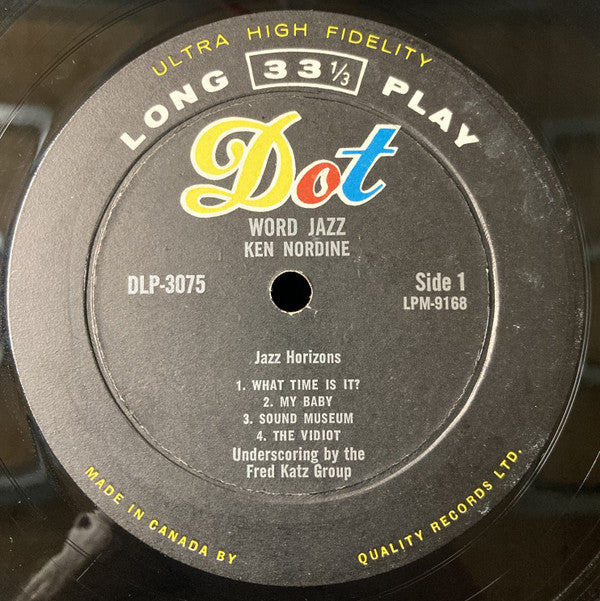 ULTRA HIGH FIDELITY
LONG 33 1/3 PLAY
Dot
WORD JAZZ
KEN NORDINE
DLP-3075
Side 1
LPM-9168
Jazz Horizons
1. WHAT TIME IS IT?
2. MY BABY
3. SOUND MUSEUM
4. THE VIDIOT
Underscoring by the
Fred Katz Group
MADE IN CANADA BY QUALITY RECORDS LTD.